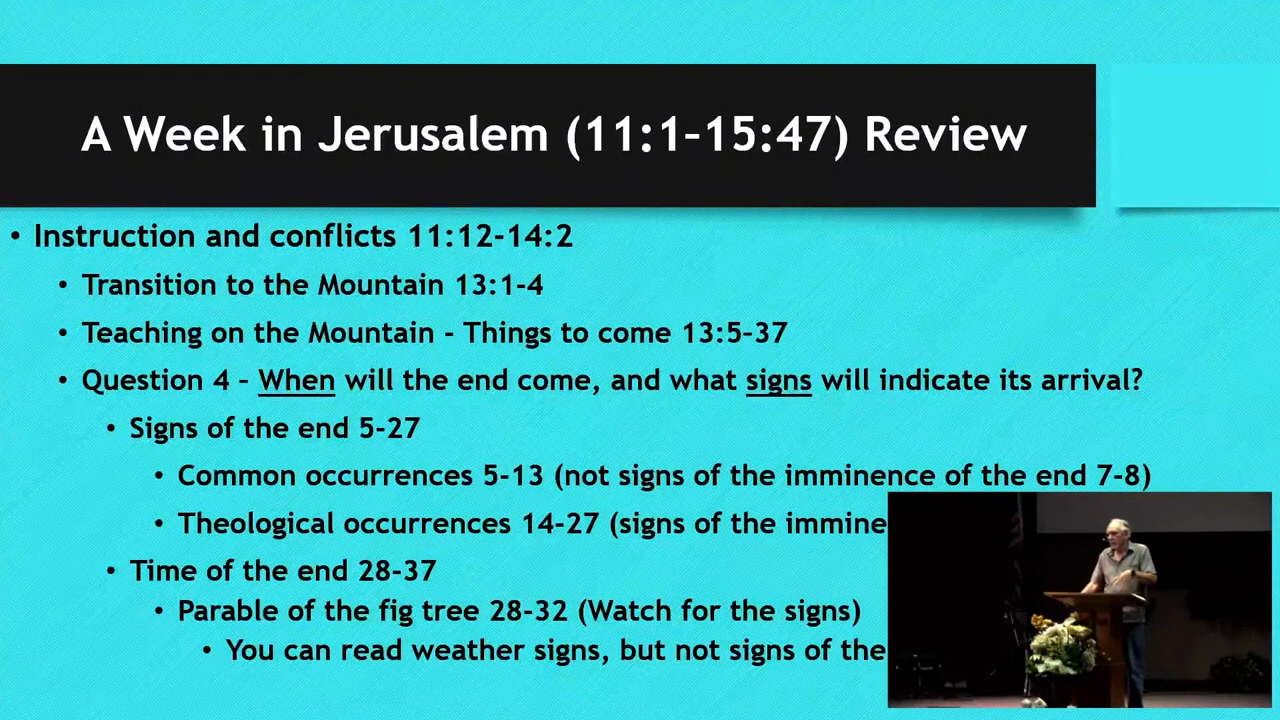 A Week in Jerusalem (11:1–15:47) Review
• Instruction and conflicts 11:12-14:2
• Transition to the Mountain 13:1-4
• Teaching on the Mountain - Things to come 13:5–37
• Question 4 – When will the end come, and what signs will indicate its arrival?
• Signs of the end 5-27
• Common occurrences 5-13 (not signs of the imminence of the end 7-8)
• Theological occurrences 14-27 (signs of the
• Time of the end 28-37
• Parable of the fig tree 28-32 (Watch for the signs)
• You can read weather signs, but not signs of the